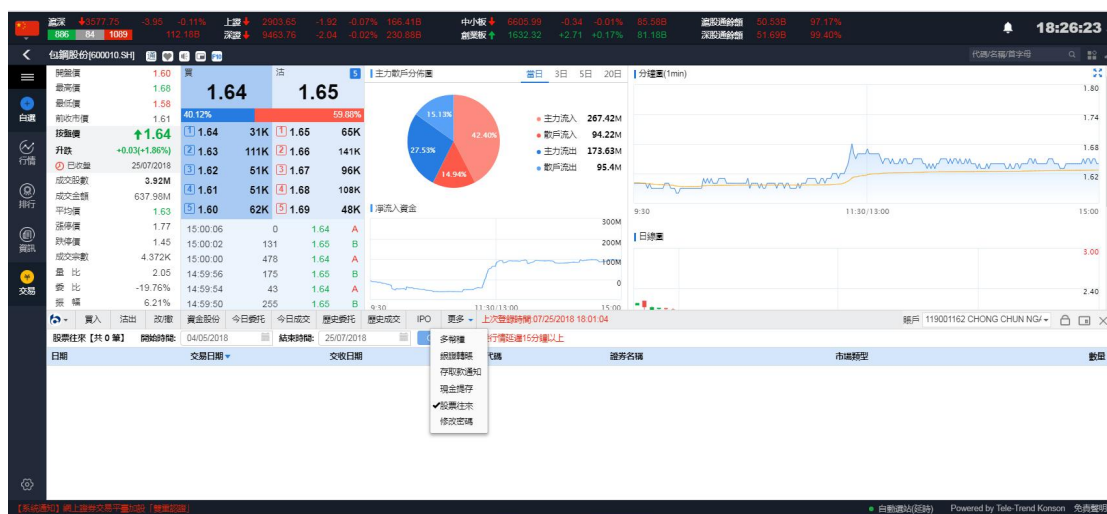 滬深 3577.75 -3.95 -0.11% 上證 2903.65 -1.92 -0.07% 166.41B 中小板 6605.99 -0.34 -0.01% 85.58B 滬股通餘額 50.53B 97.17%
886 84 1089 112.18B 深證 9463.76 -2.04 -0.02% 230.88B 創業板 1632.32 +2.71 +0.17% 81.18B 深股通餘額 51.69B 99.40%
18:26:23
包鋼股份[600010.SH] F10 代碼/名稱/首字母
自選
行情
排行
資訊
交易
開盤價 1.60
最高價 1.68
最低價 1.58
前收市價 1.61
按盤價 1.64
升跌 +0.03(+1.86%)
已收盤 25/07/2018
成交股數 3.92M
成交金額 637.98M
平均價 1.63
漲停價 1.77
跌停價 1.45
成交宗數 4.372K
量 比 2.05
委 比 -19.76%
振 幅 6.21%
買 沽 5
1.64 1.65
40.12% 59.88%
1 1.64 31K 1 1.65 65K
2 1.63 111K 2 1.66 141K
3 1.62 51K 3 1.67 96K
4 1.61 51K 4 1.68 108K
5 1.60 62K 5 1.69 48K
15:00:06 0 1.64 A
15:00:02 131 1.65 B
15:00:00 478 1.64 A
14:59:56 175 1.65 B
14:59:54 43 1.64 A
14:59:50 255 1.65 B
主力散戶分佈圖 當日 3日 5日 20日
15.13%
42.40%
27.53%
14.94%
主力流入 267.42M
散戶流入 94.22M
主力流出 173.63M
散戶流出 95.4M
淨流入資金
300M
200M
100M
0
9:30 11:30/13:00 15:00
分鐘圖(1min)
1.80
1.74
1.68
1.62
9:30 11:30/13:00 15:00
日線圖
3.00
2.40
買入 沽出 改/撤 資金股份 今日委托 今日成交 歷史委托 歷史成交 IPO 更多 上次登錄時間:07/25/2018 18:01:04 賬戶 119001162 CHONG CHUN NG/
股票往來【共 0 筆】 開始時間: 04/05/2018 結束時間: 25/07/2018 行情延遲15分鐘以上
日期 交易日期 交收日期 代碼 證券名稱 市場類型 數量
多幣種
銀證轉賬
存取款通知
現金提存
股票往來
修改密碼
【系統通知】網上證券交易平臺加設「雙重認證」 自動選站(延時) Powered by Tele-Trend Konson 免責聲明